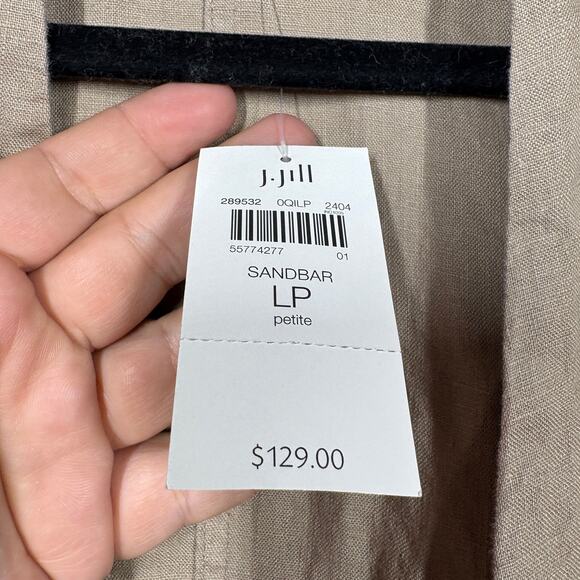 J.Jill
289532 0QILP 2404
55774277 01
SANDBAR
LP
petite
$129.00